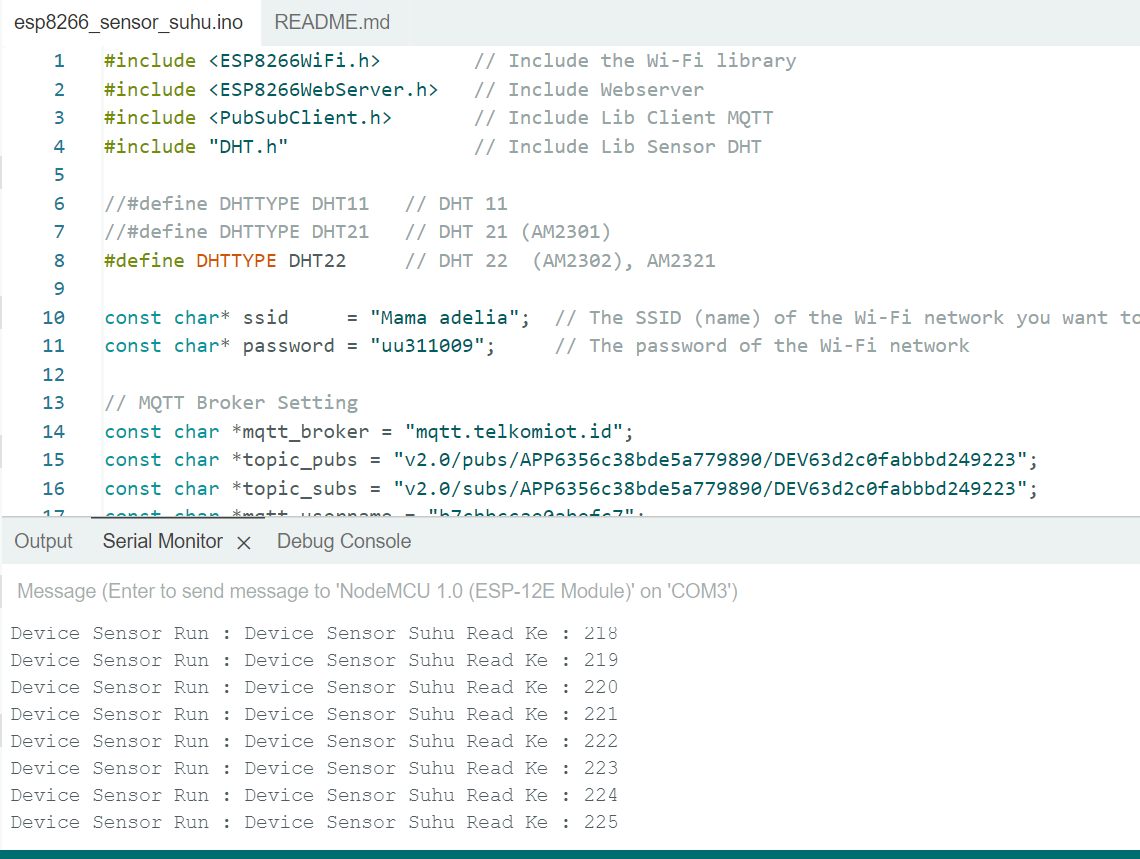 esp8266_sensor_suhu.ino README.md
1 #include <ESP8266WiFi.h> // Include the Wi-Fi library
2 #include <ESP8266WebServer.h> // Include Webserver
3 #include <PubSubClient.h> // Include Lib Client MQTT
4 #include "DHT.h" // Include Lib Sensor DHT
5
6 //#define DHTTYPE DHT11 // DHT 11
7 //#define DHTTYPE DHT21 // DHT 21 (AM2301)
8 #define DHTTYPE DHT22 // DHT 22 (AM2302), AM2321
9
10 const char* ssid = "Mama adelia"; // The SSID (name) of the Wi-Fi network you want to
11 const char* password = "uu311009"; // The password of the Wi-Fi network
12
13 // MQTT Broker Setting
14 const char *mqtt_broker = "mqtt.telkomiot.id";
15 const char *topic_pubs = "v2.0/pubs/APP6356c38bde5a779890/DEV63d2c0fabbbd249223";
16 const char *topic_subs = "v2.0/subs/APP6356c38bde5a779890/DEV63d2c0fabbbd249223";
17 const char *mqtt_username =
Output Serial Monitor × Debug Console
Message (Enter to send message to 'NodeMCU 1.0 (ESP-12E Module)' on 'COM3')
Device Sensor Run : Device Sensor Suhu Read Ke : 218
Device Sensor Run : Device Sensor Suhu Read Ke : 219
Device Sensor Run : Device Sensor Suhu Read Ke : 220
Device Sensor Run : Device Sensor Suhu Read Ke : 221
Device Sensor Run : Device Sensor Suhu Read Ke : 222
Device Sensor Run : Device Sensor Suhu Read Ke : 223
Device Sensor Run : Device Sensor Suhu Read Ke : 224
Device Sensor Run : Device Sensor Suhu Read Ke : 225